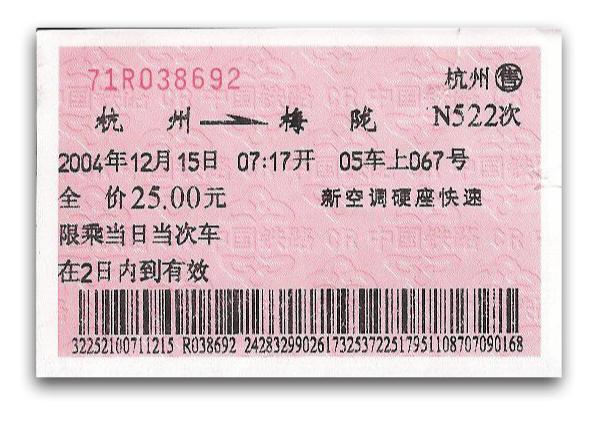 71R038692 杭州 售
杭 州 → 梅 陇 N522次
2004年12月15日 07:17开 05车上067号
全 价25.00元 新空调硬座快速
限乘当日当次车
在2日内到有效
32252100711215 R038692 24283299026173253722517951108707090168